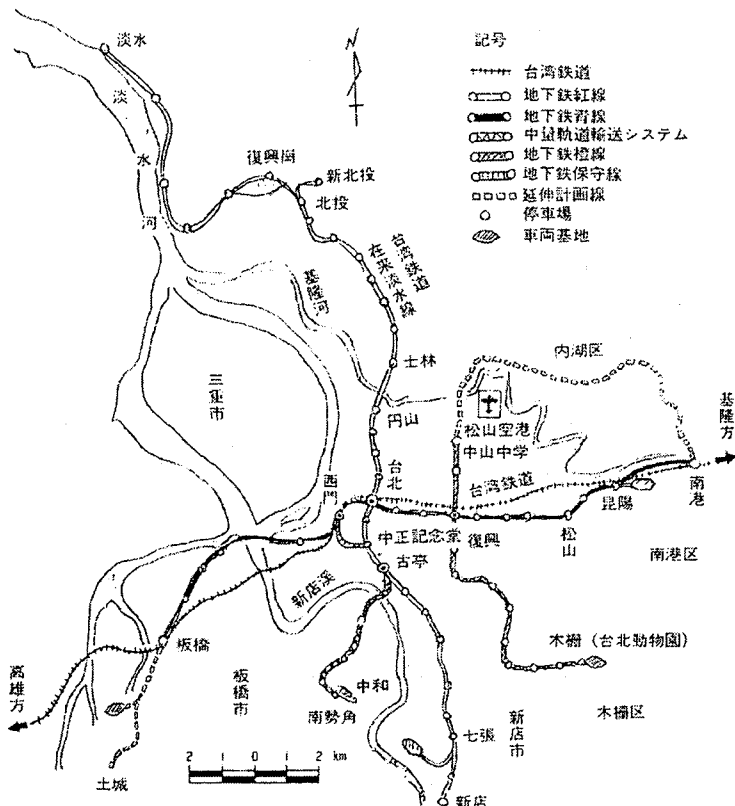 記号
台湾鉄道
地下鉄紅線
地下鉄青線
中量軌道輸送システム
地下鉄橙線
地下鉄保守線
延伸計画線
停車場
車両基地
N
淡水
淡水河
復興崗
新北投
北投
台湾鉄道
在来淡水線
基隆河
士林
内湖区
三重市
円山
松山空港
中山中学
基隆方
台北
西門
台湾鉄道
昆陽
南港
中正記念堂
復興
松山
古亭
南港区
新店渓
板橋
木柵(台北動物園)
高雄方
板橋市
中和
南勢角
新店市
木柵区
七張
土城
2 1 0 1 2 km
新店